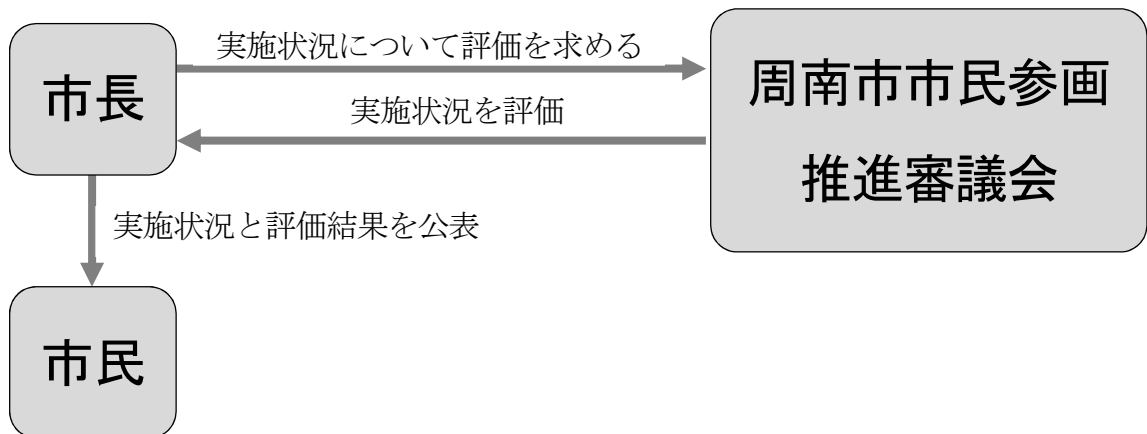 実施状況について評価を求める
市長
実施状況を評価
周南市市民参画
推進審議会
実施状況と評価結果を公表
市民